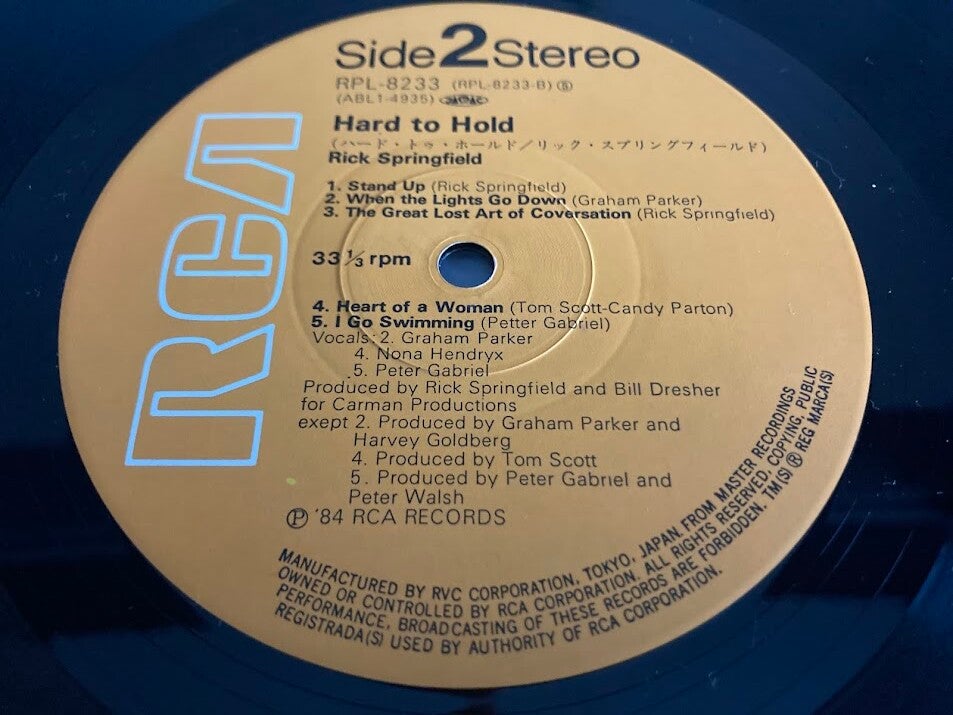 RCA
Side 2 Stereo
RPL-8233 (RPL-8233-B) Ⓢ
(ABL1-4935) JASRAC
Hard to Hold
(ハード・トゥ・ホールド/リック・スプリングフィールド)
Rick Springfield
1. Stand Up (Rick Springfield)
2. When the Lights Go Down (Graham Parker)
3. The Great Lost Art of Coversation (Rick Springfield)
33 1/3 rpm
4. Heart of a Woman (Tom Scott-Candy Parton)
5. I Go Swimming (Petter Gabriel)
Vocals: 2. Graham Parker
4. Nona Hendryx
5. Peter Gabriel
Produced by Rick Springfield and Bill Dresher
for Carman Productions
exept 2. Produced by Graham Parker and
Harvey Goldberg
4. Produced by Tom Scott
5. Produced by Peter Gabriel and
Peter Walsh
Ⓟ '84 RCA RECORDS
MANUFACTURED BY RVC CORPORATION, TOKYO, JAPAN, FROM MASTER RECORDINGS
OWNED OR CONTROLLED BY RCA CORPORATION. ALL RIGHTS RESERVED, COPYING, PUBLIC
PERFORMANCE, BROADCASTING OF THESE RECORDS ARE FORBIDDEN. TM(S) ® REG MARCA(S)
REGISTRADA(S) USED BY AUTHORITY OF RCA CORPORATION.